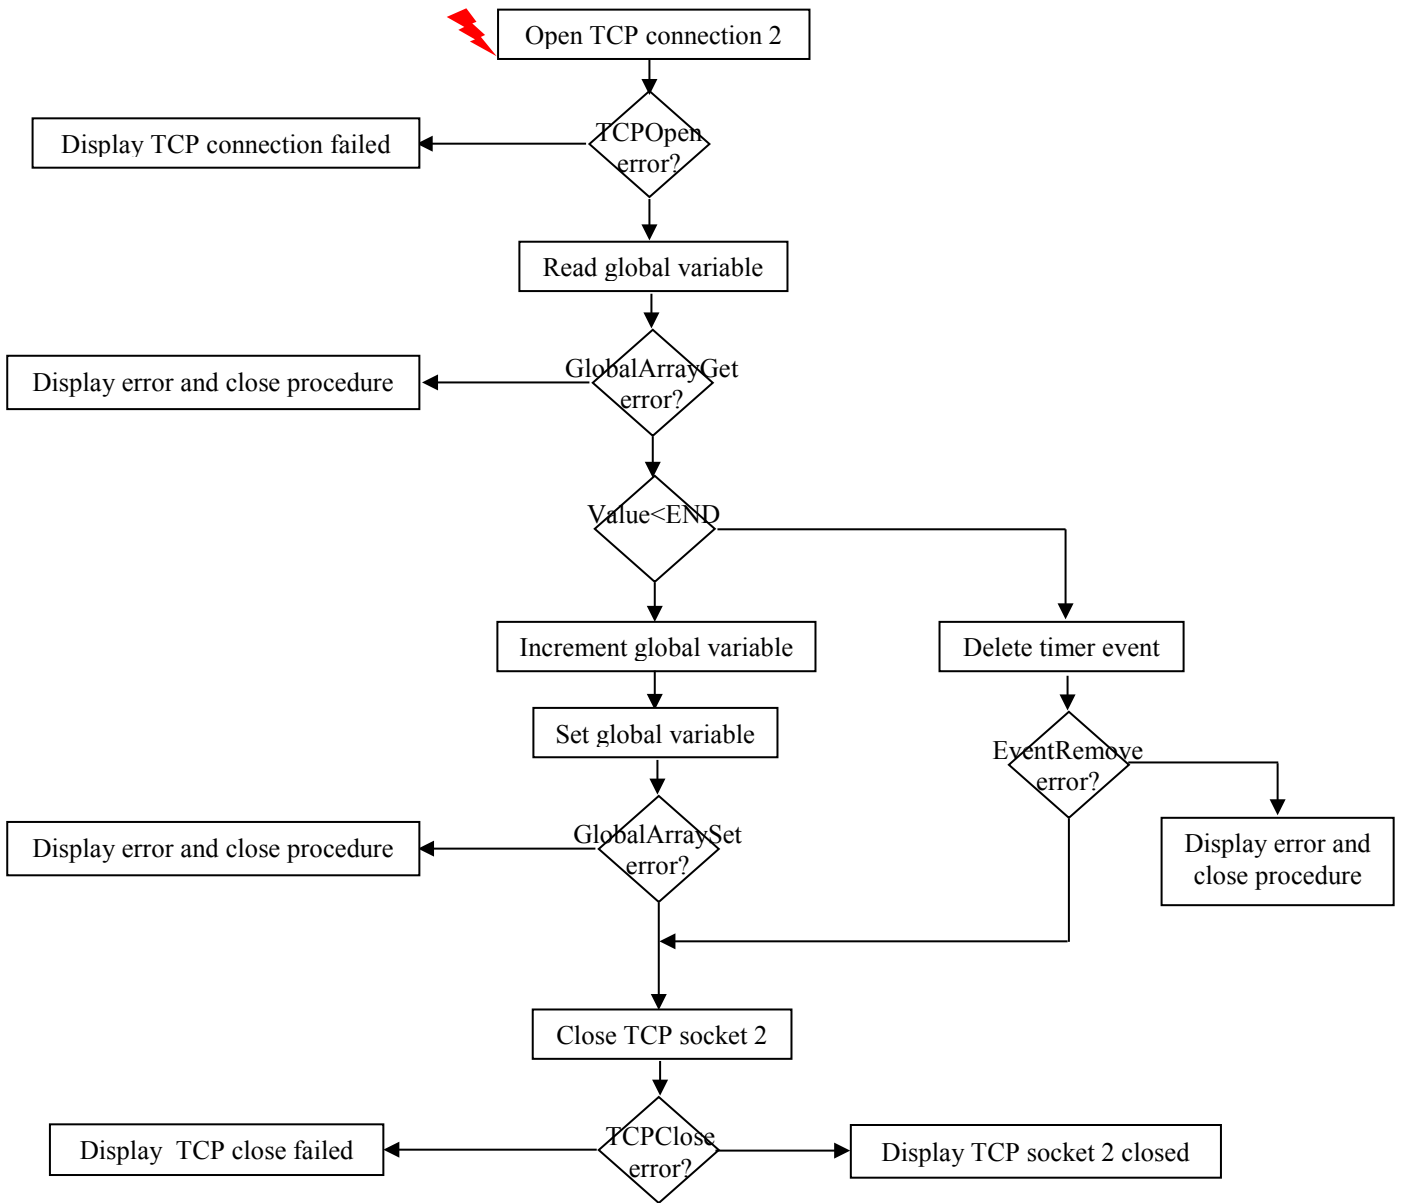 Open TCP connection 2
TCPOpen
error?
Display TCP connection failed
Read global variable
GlobalArrayGet
error?
Display error and close procedure
Value<END
Increment global variable
Delete timer event
Set global variable
EventRemove
error?
GlobalArraySet
error?
Display error and close procedure
Display error and
close procedure
Close TCP socket 2
TCPClose
error?
Display  TCP close failed
Display TCP socket 2 closed